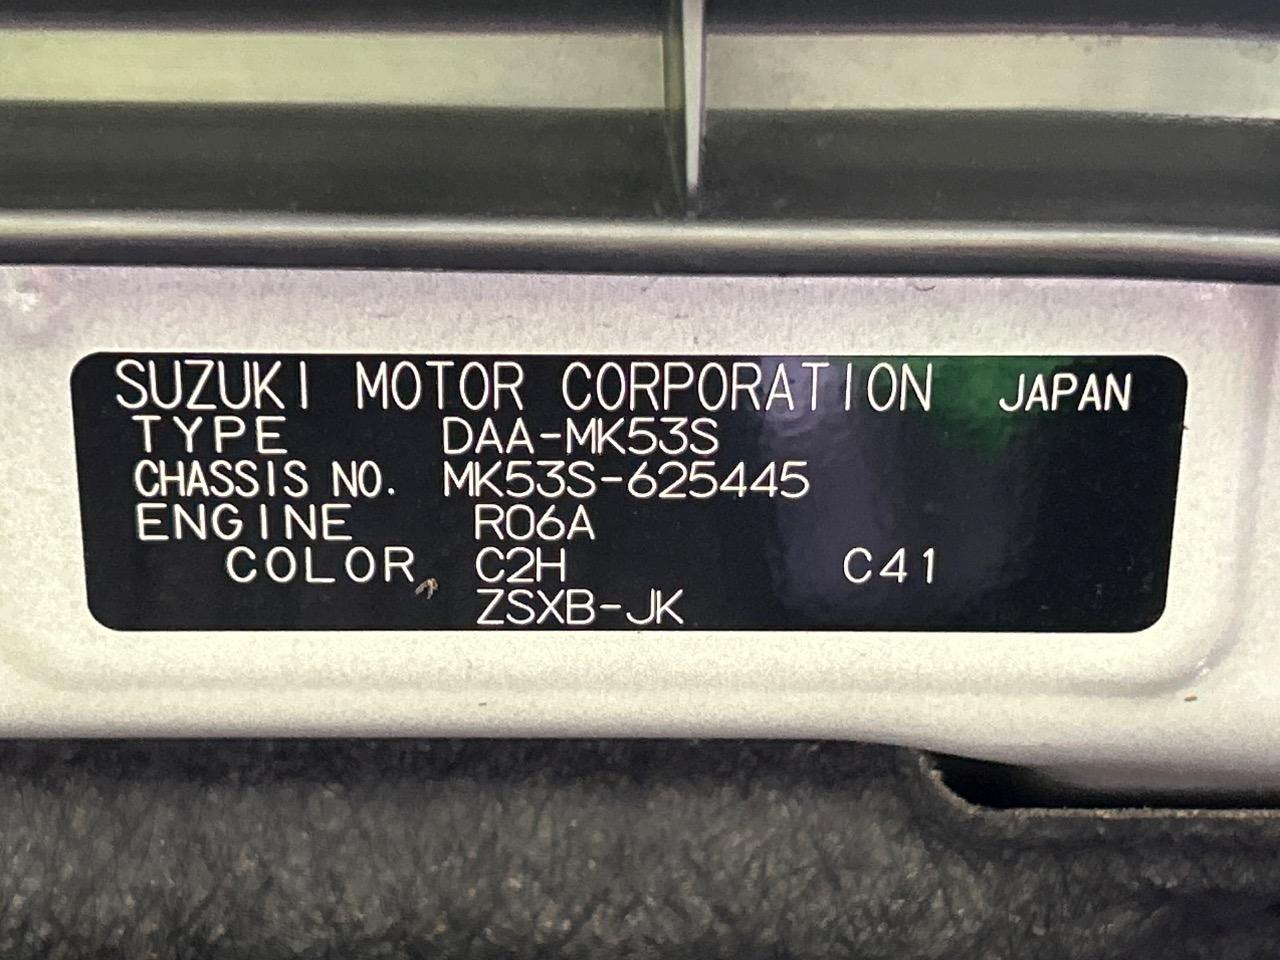 SUZUKI MOTOR CORPORATION JAPAN
TYPE DAA-MK53S
CHASSIS NO. MK53S-625445
ENGINE R06A
COLOR C2H C41
ZSXB-JK